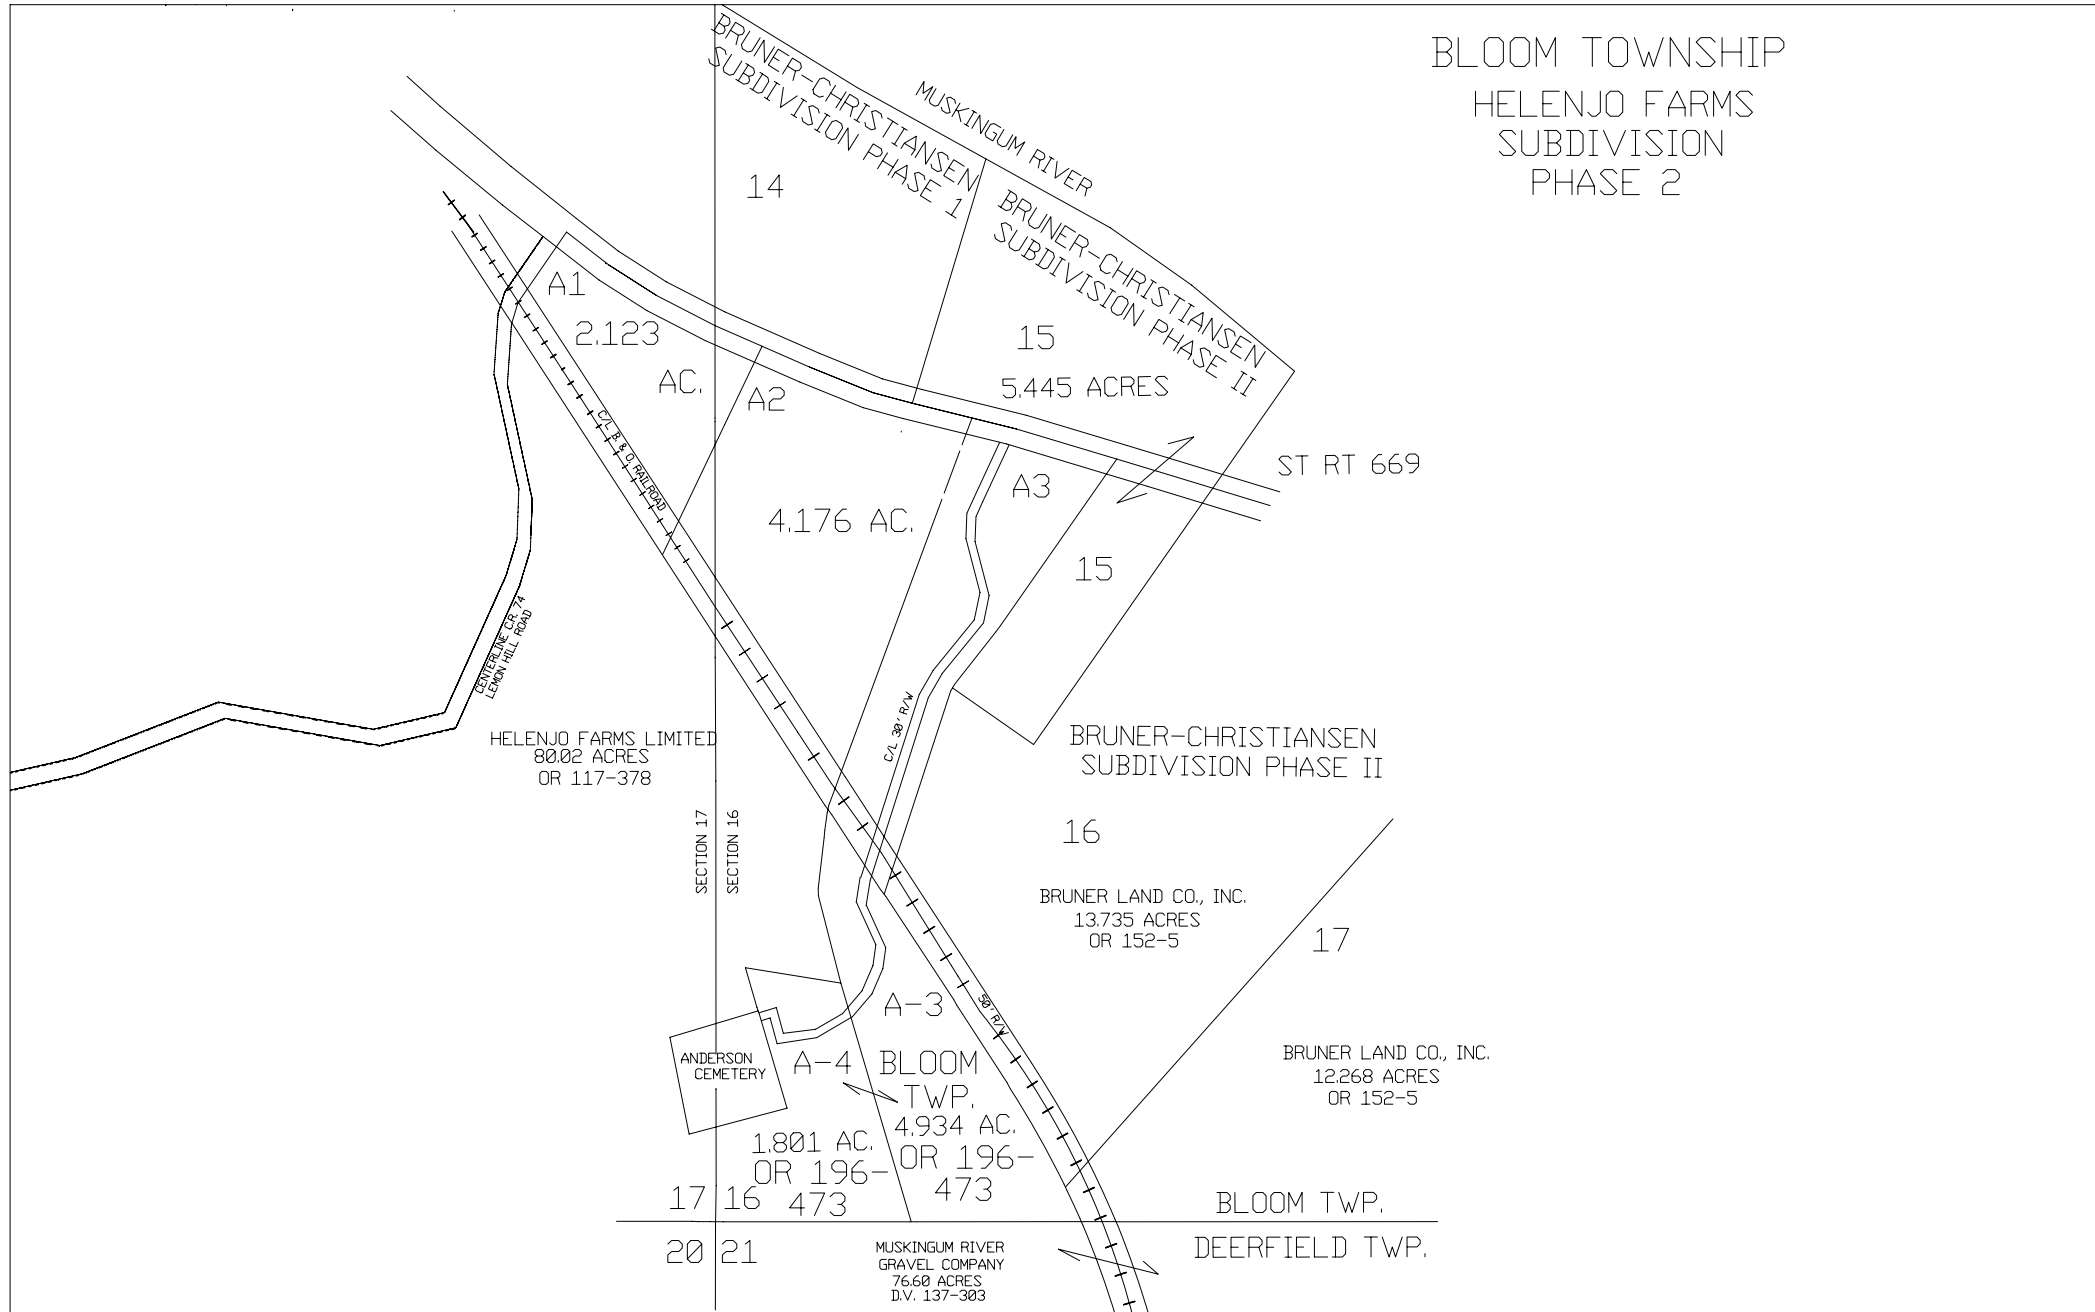 BLOOM TOWNSHIP
HELENJO FARMS
SUBDIVISION
PHASE 2
BRUNER-CHRISTIANSEN
SUBDIVISION PHASE 1
MUSKINGUM RIVER
14
BRUNER-CHRISTIANSEN
SUBDIVISION PHASE II
A1
2.123
AC.
15
5.445 ACRES
A2
ST RT 669
A3
C/L B. & O. RAILROAD
4.176 AC.
15
CENTERLINE C.R. 74
LEMON HILL ROAD
C/L 30' R/W
HELENJO FARMS LIMITED
80.02 ACRES
OR 117-378
BRUNER-CHRISTIANSEN
SUBDIVISION PHASE II
SECTION 17
SECTION 16
16
BRUNER LAND CO., INC.
13.735 ACRES
OR 152-5
17
A-3
50' R/W
ANDERSON
CEMETERY
A-4
BLOOM
TWP.
4.934 AC.
OR 196-
473
1.801 AC.
OR 196-
473
BRUNER LAND CO., INC.
12.268 ACRES
OR 152-5
17 16
BLOOM TWP.
20 21
DEERFIELD TWP.
MUSKINGUM RIVER
GRAVEL COMPANY
76.60 ACRES
D.V. 137-303